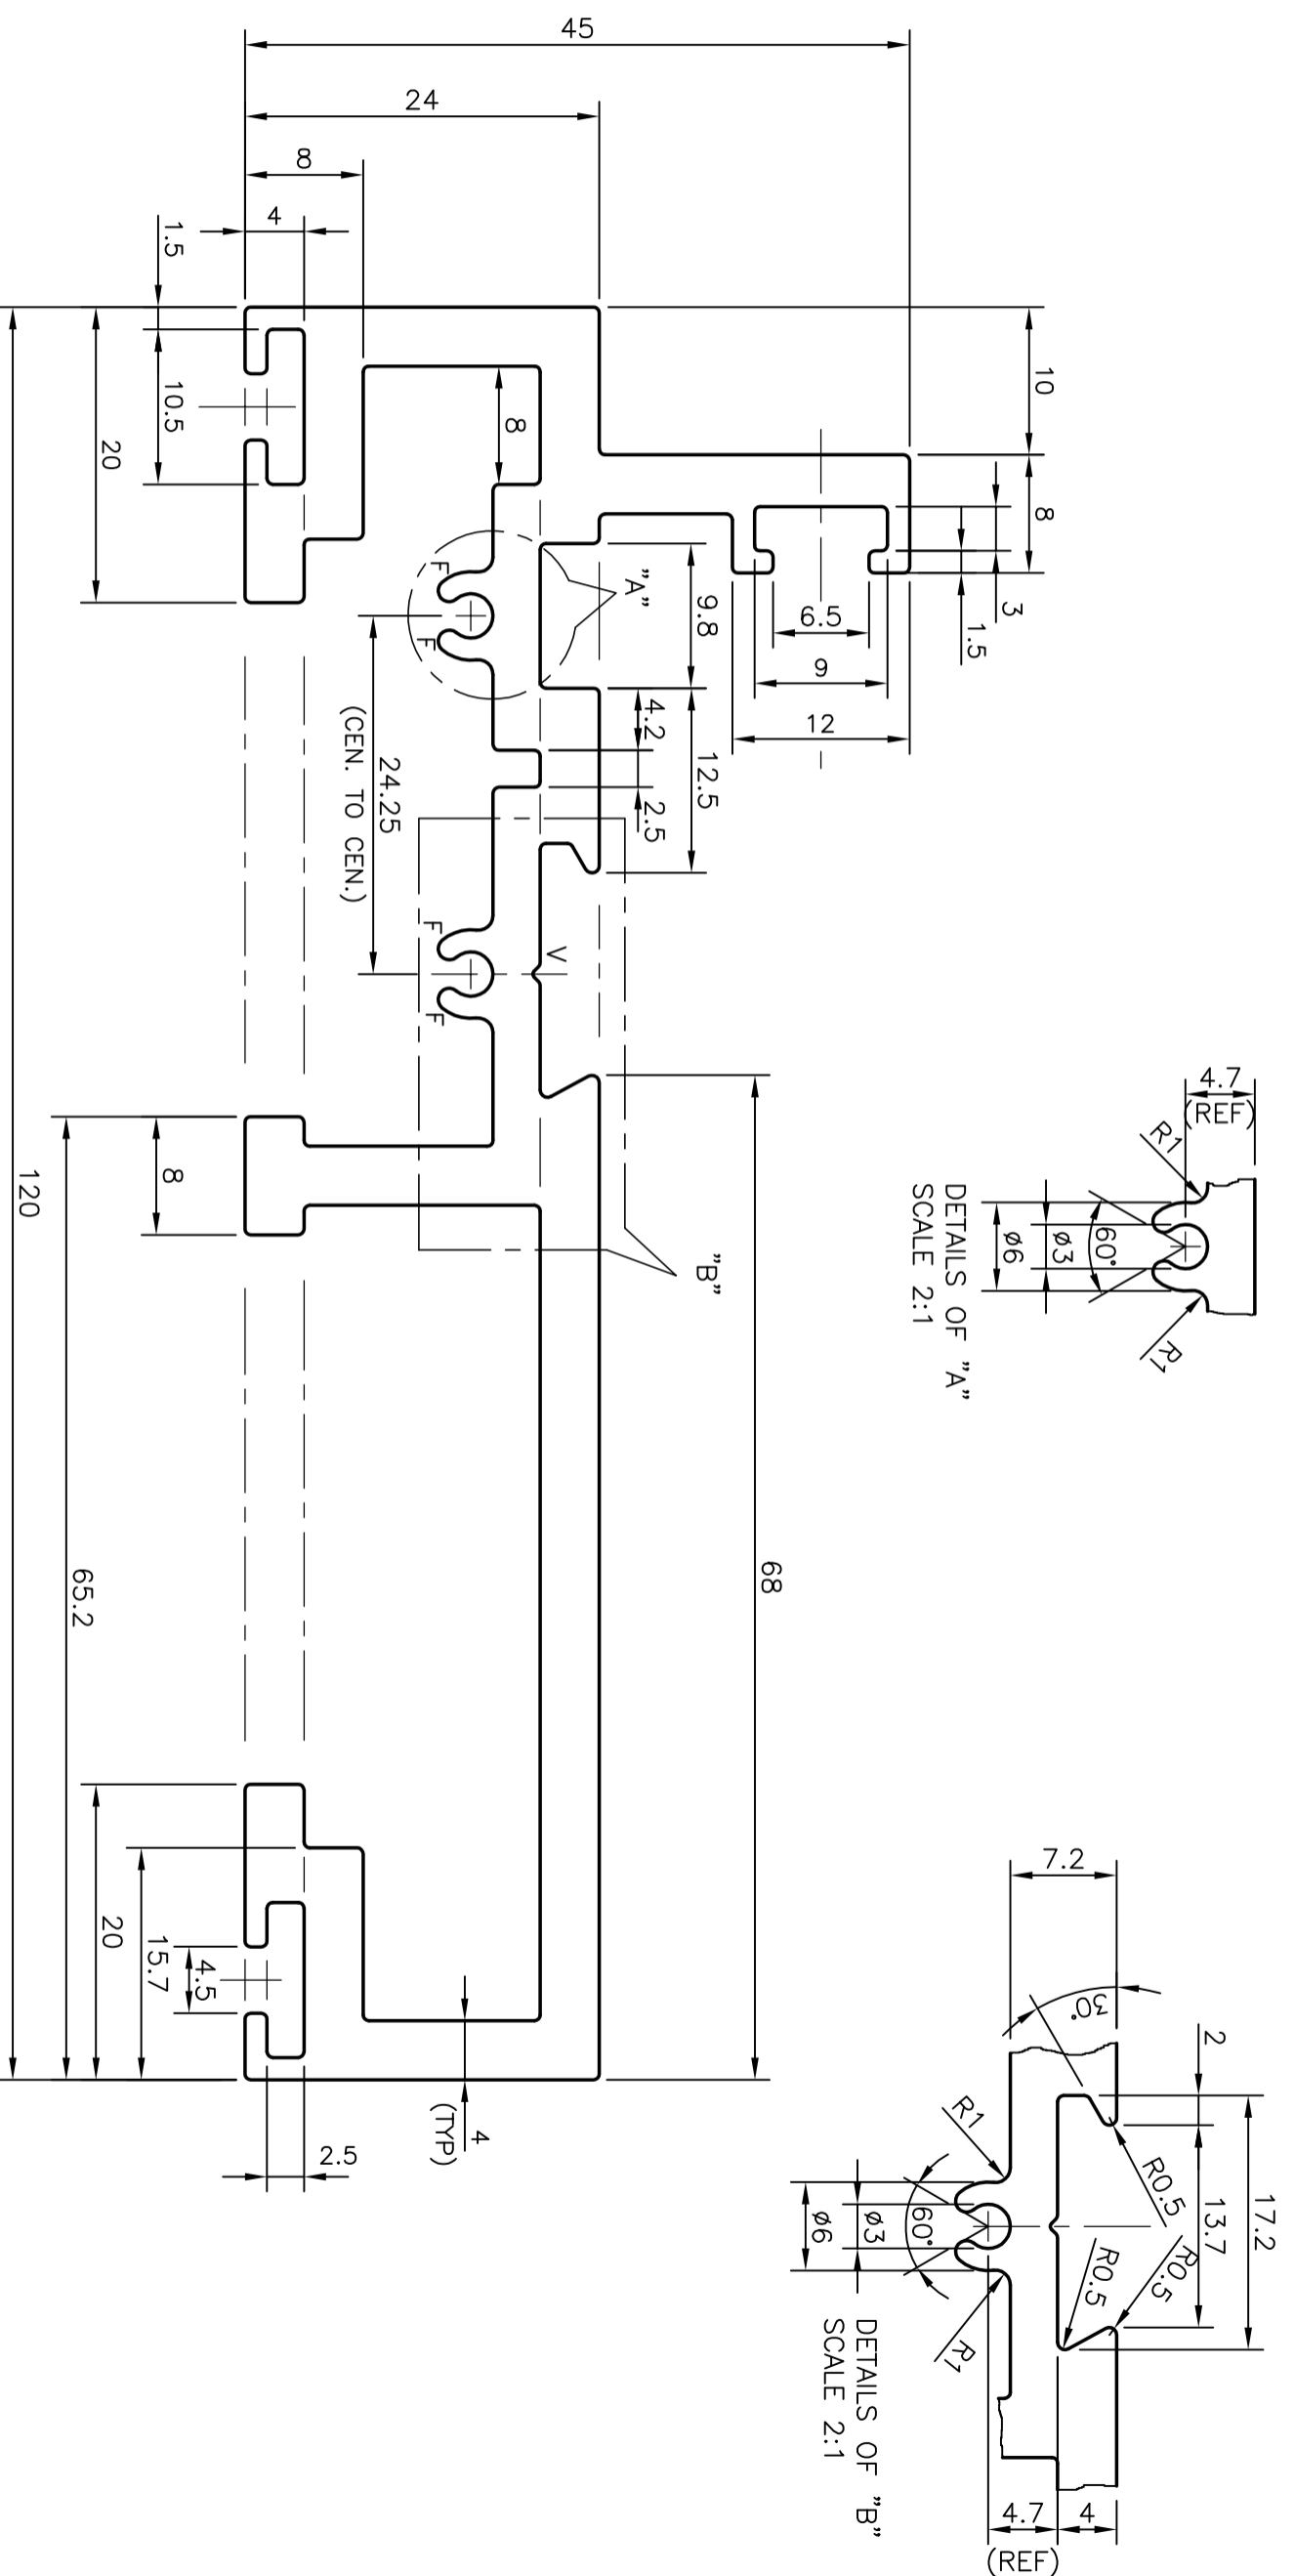 45
24
8
4
1.5
10.5
20
10
8
3
1.5
6.5
9
12
8
"A"
9.8
4.2
12.5
2.5
F
F
24.25
(CEN. TO CEN.)
F
F
V
"B"
68
8
120
65.2
20
15.7
4.5
4
(TYP)
2.5
4.7
(REF)
R1
R1
60°
ø3
ø6
DETAILS OF "A"
SCALE 2:1
7.2
30°
2
17.2
13.7
R0.5
R0.5
R0.5
R1
R1
60°
ø3
ø6
4.7
(REF)
4
DETAILS OF "B"
SCALE 2:1